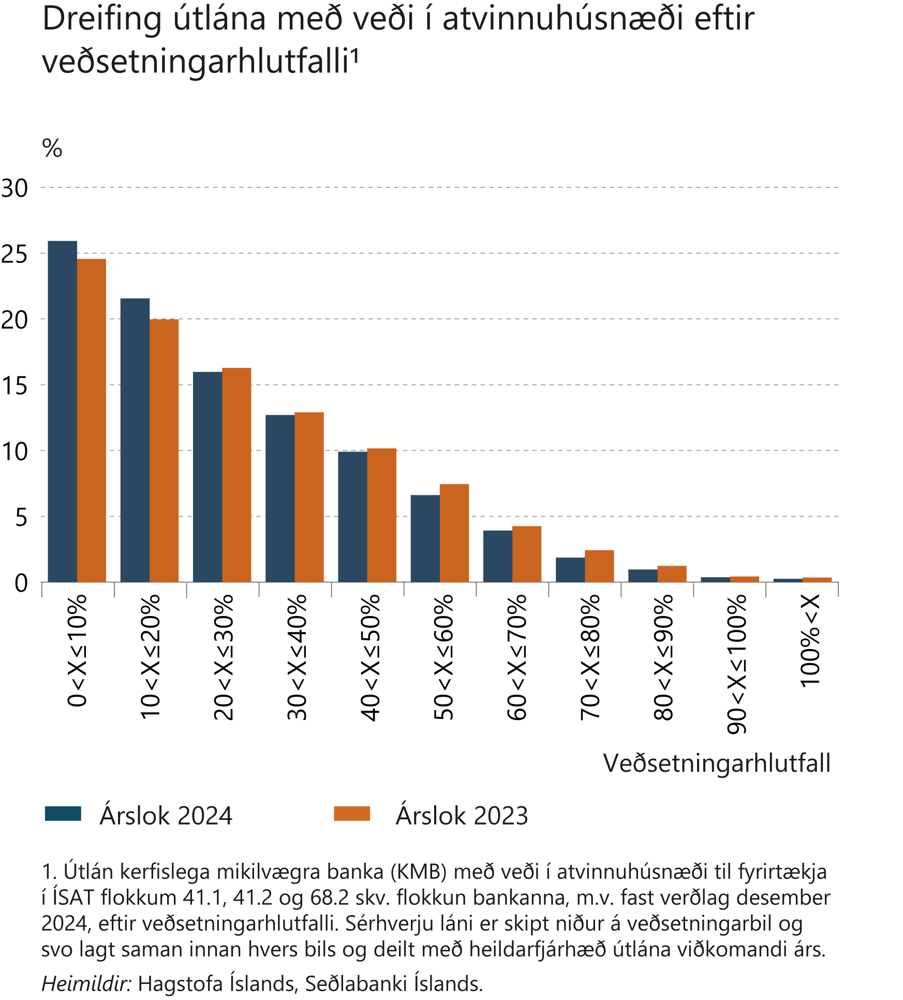 Dreifing útlána með veði í atvinnuhúsnæði eftir
veðsetningarhlutfalli¹
%
30
25
20
15
10
5
0
0<X≤10%
10<X≤20%
20<X≤30%
30<X≤40%
40<X≤50%
50<X≤60%
60<X≤70%
70<X≤80%
80<X≤90%
90<X≤100%
100%<X
Veðsetningarhlutfall
Árslok 2024
Árslok 2023
1. Útlán kerfislega mikilvægra banka (KMB) með veði í atvinnuhúsnæði til fyrirtækja
í ÍSAT flokkum 41.1, 41.2 og 68.2 skv. flokkun bankanna, m.v. fast verðlag desember
2024, eftir veðsetningarhlutfalli. Sérhverju láni er skipt niður á veðsetningarbil og
svo lagt saman innan hvers bils og deilt með heildarfjárhæð útlána viðkomandi árs.
Heimildir: Hagstofa Íslands, Seðlabanki Íslands.